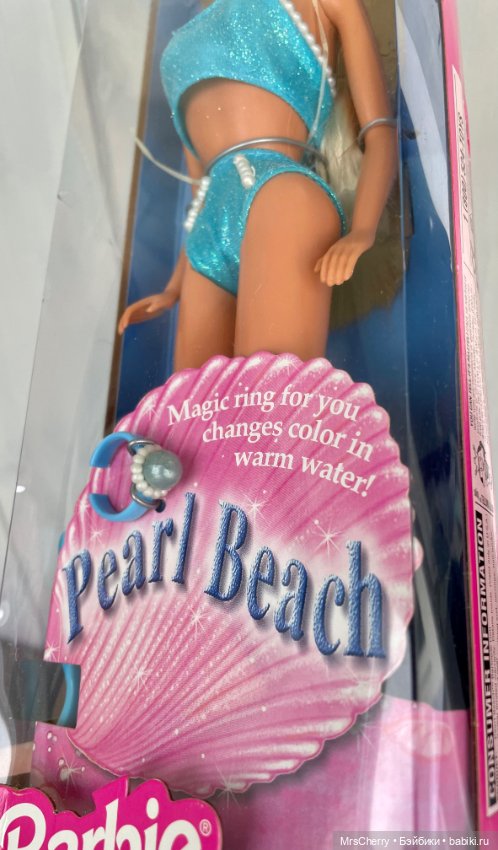 Magic ring for you
changes color in
warm water!
Pearl Beach
Barbie®
CONSUMER INFORMATION
MrsCherry • Бэйбики • babiki.ru